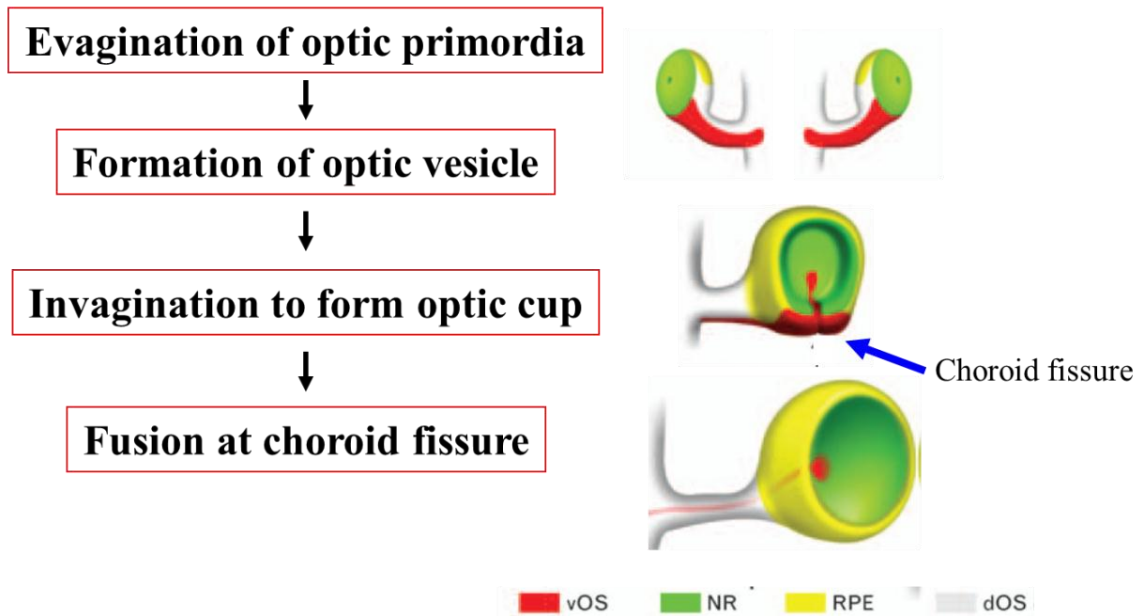 Evagination of optic primordia
Formation of optic vesicle
Invagination to form optic cup
Choroid fissure
Fusion at choroid fissure
vOS NR RPE dOS